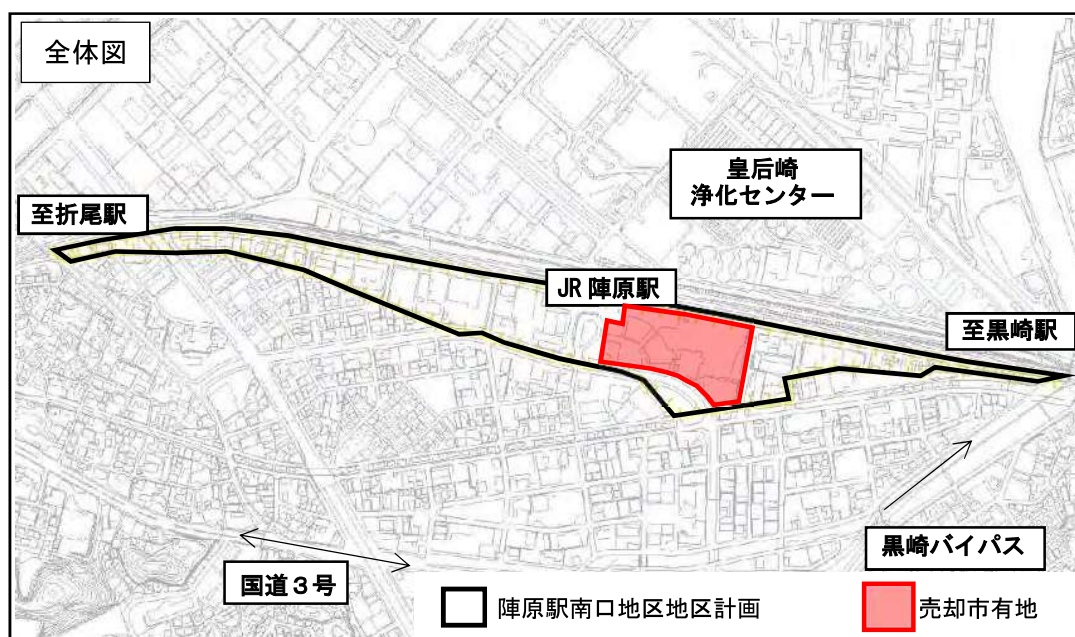 全体図
皇后崎
浄化センター
至折尾駅
JR 陣原駅
至黒崎駅
黒崎バイパス
国道３号
陣原駅南口地区地区計画
売却市有地